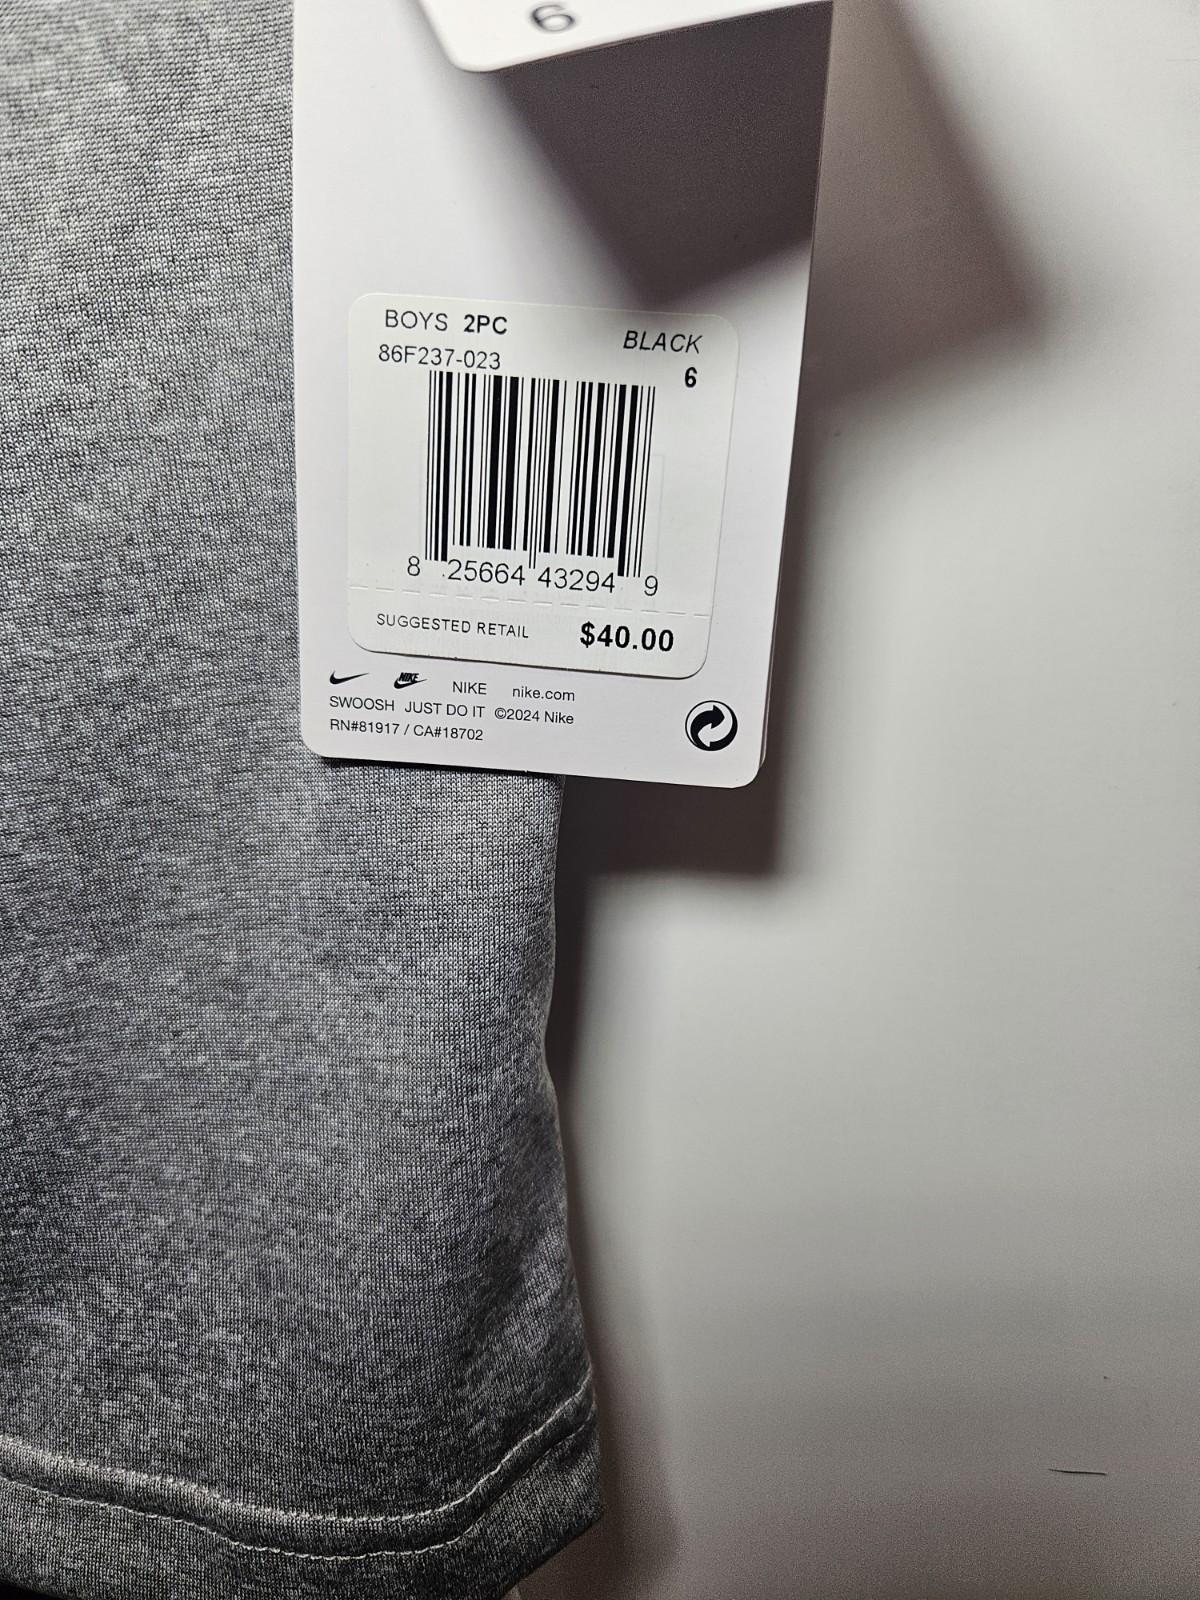 6
BOYS 2PC
BLACK
86F237-023
6
8 25664 43294 9
SUGGESTED RETAIL $40.00
NIKE NIKE nike.com
SWOOSH JUST DO IT ©2024 Nike
RN#81917 / CA#18702